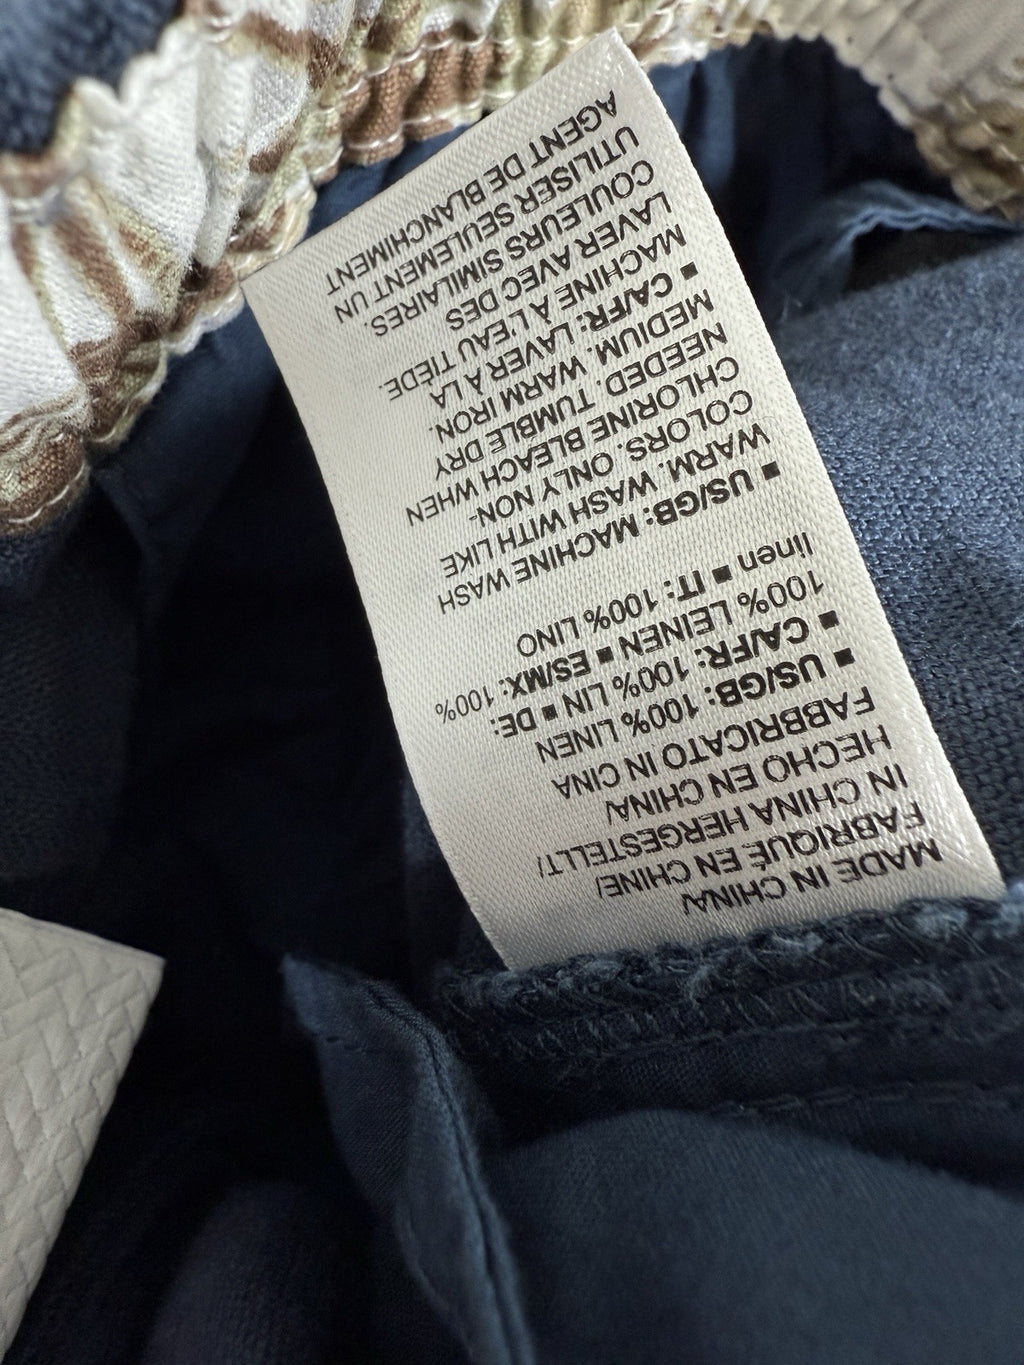 MADE IN CHINA/
FABRIQUÉ EN CHINE/
IN CHINA HERGESTELLT/
HECHO EN CHINA/
FABBRICATO IN CINA
■ US/GB: 100% LINEN
■ CA/FR: 100% LIN ■ DE:
100% LEINEN ■ ES/MX: 100%
linen ■ IT: 100% LINO
■ US/GB: MACHINE WASH
WARM. WASH WITH LIKE
COLORS. ONLY NON-
CHLORINE BLEACH WHEN
NEEDED. TUMBLE DRY
MEDIUM. WARM IRON.
■ CA/FR: LAVER À LA
MACHINE À L'EAU TIÈDE.
LAVER AVEC DES
COULEURS SIMILAIRES.
UTILISER SEULEMENT UN
AGENT DE BLANCHIMENT